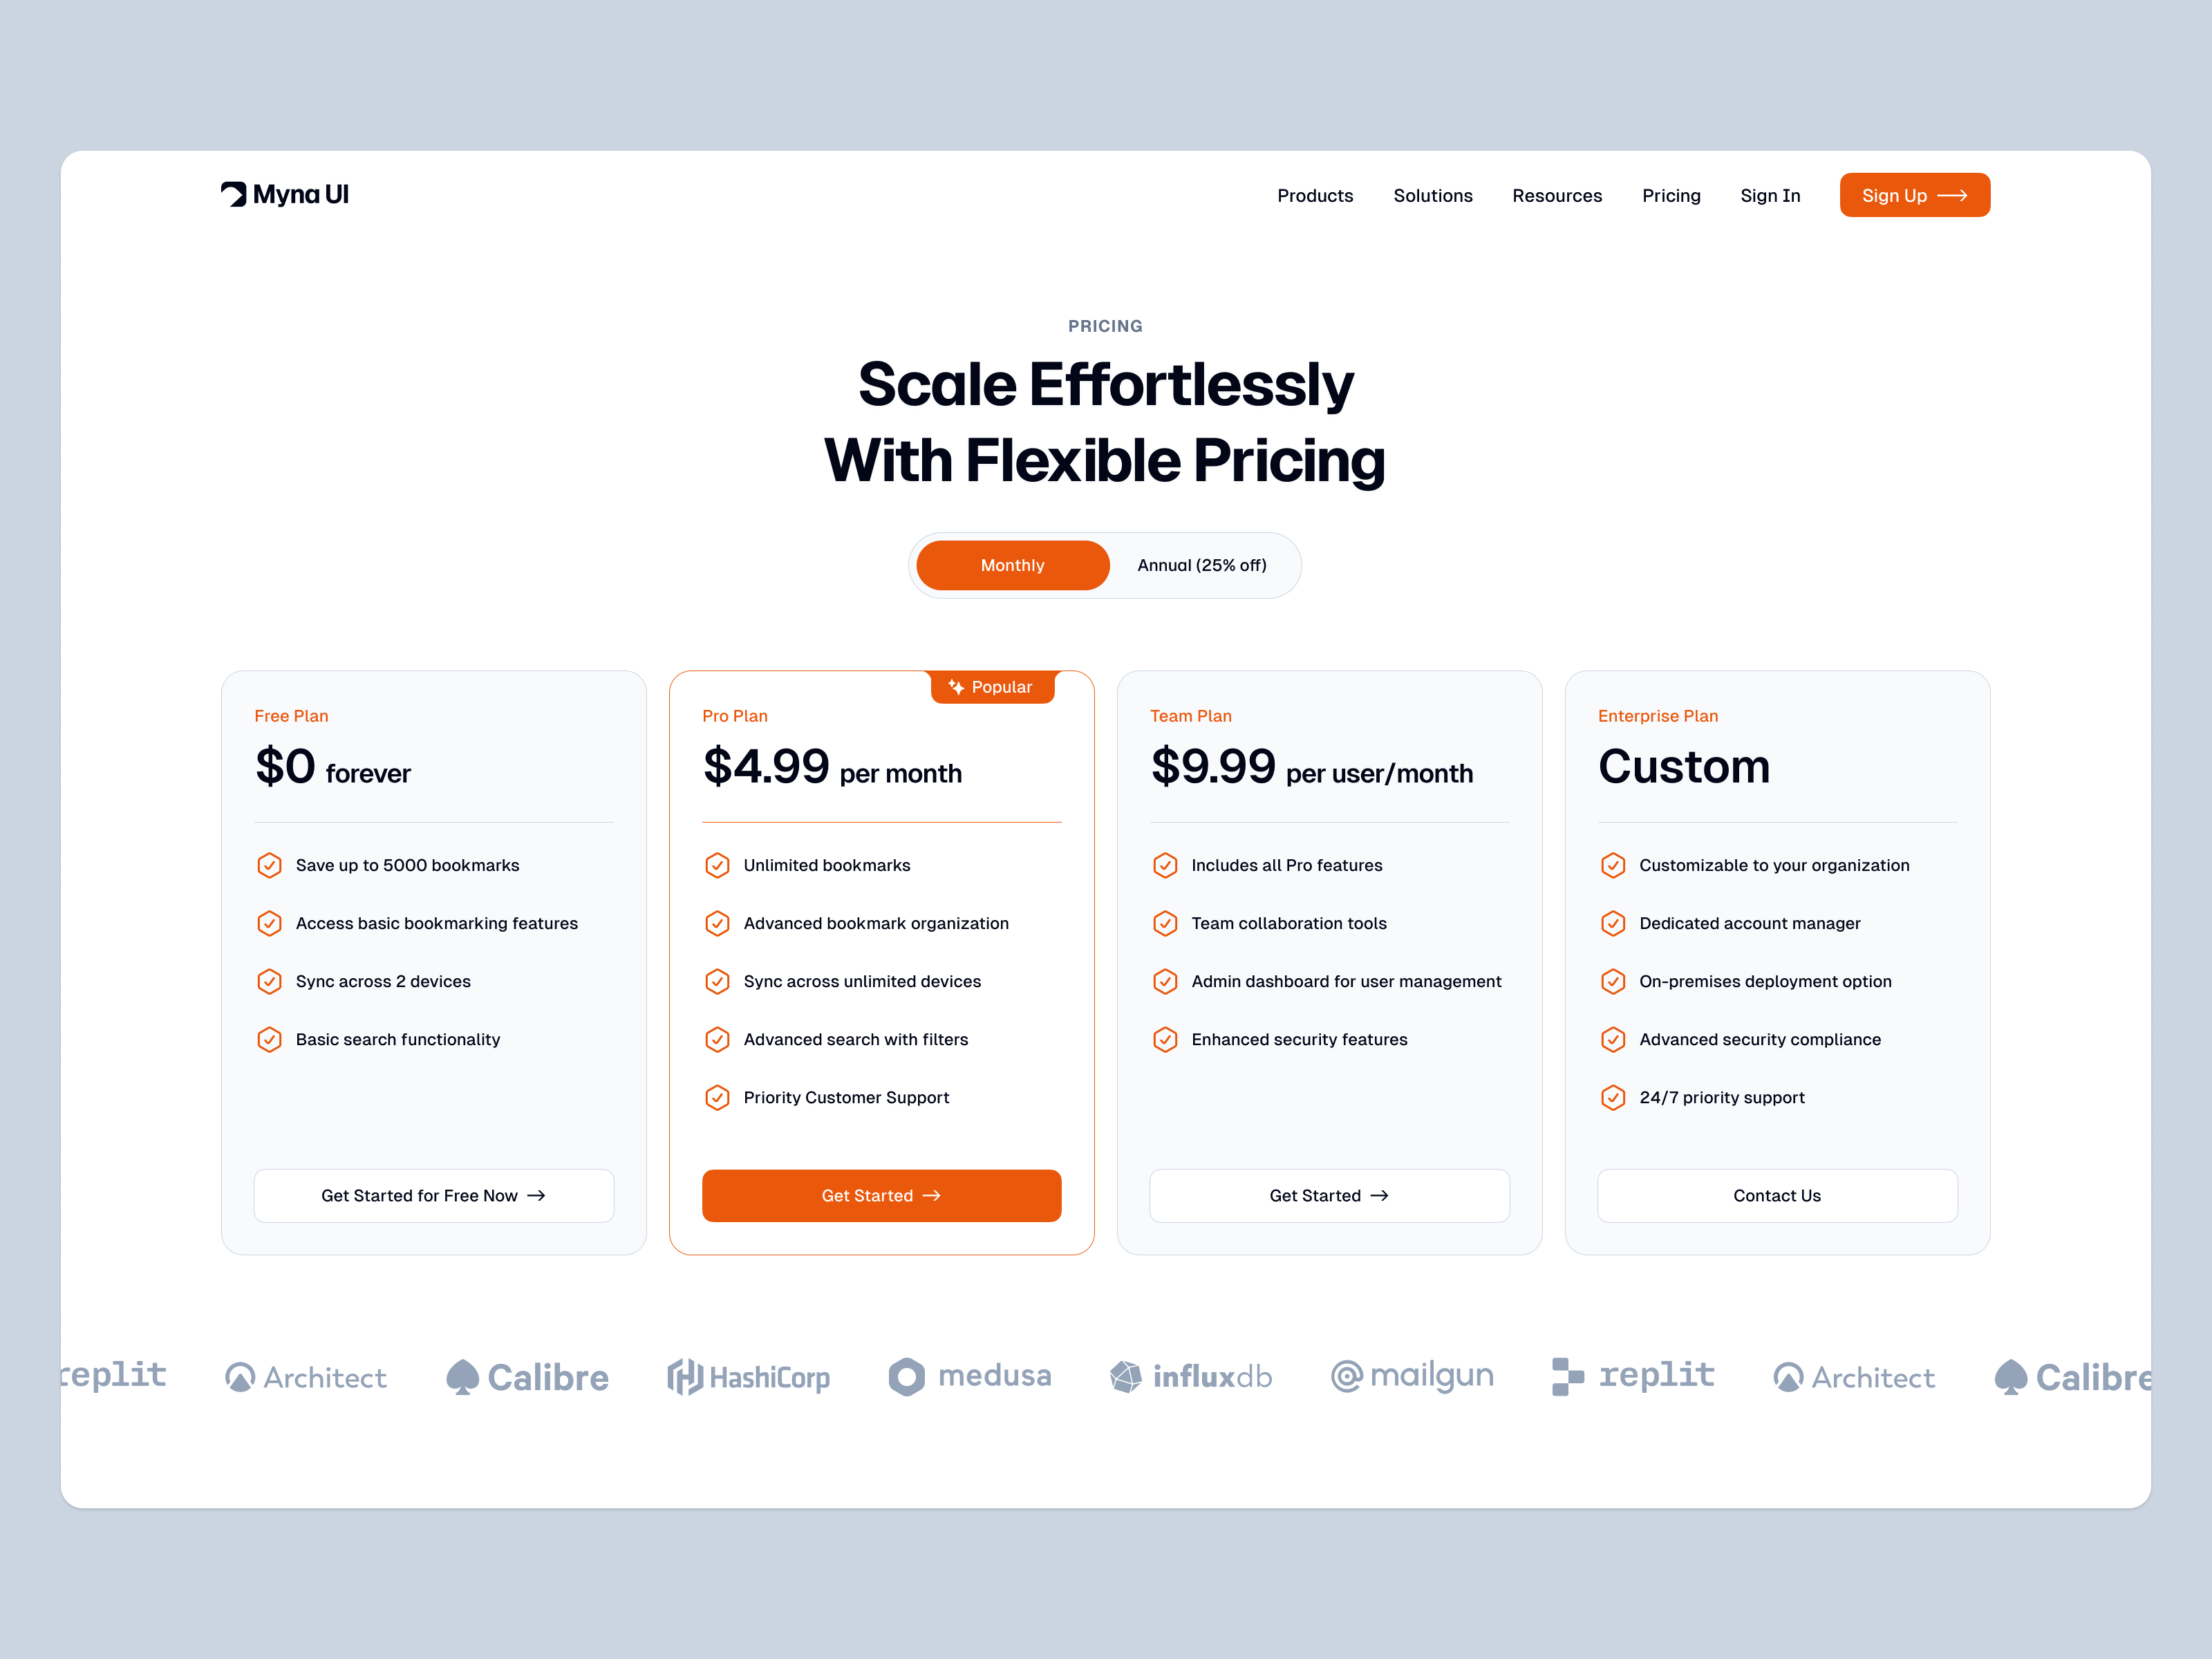 Myna UI
Products
Solutions
Resources
Pricing
Sign In
Sign Up
PRICING
Scale Effortlessly
With Flexible Pricing
Monthly
Annual (25% off)
Free Plan
$0 forever
Save up to 5000 bookmarks
Access basic bookmarking features
Sync across 2 devices
Basic search functionality
Get Started for Free Now
Popular
Pro Plan
$4.99 per month
Unlimited bookmarks
Advanced bookmark organization
Sync across unlimited devices
Advanced search with filters
Priority Customer Support
Get Started
Team Plan
$9.99 per user/month
Includes all Pro features
Team collaboration tools
Admin dashboard for user management
Enhanced security features
Get Started
Enterprise Plan
Custom
Customizable to your organization
Dedicated account manager
On-premises deployment option
Advanced security compliance
24/7 priority support
Contact Us
replit
Architect
Calibre
HashiCorp
medusa
influxdb
mailgun
replit
Architect
Calibre